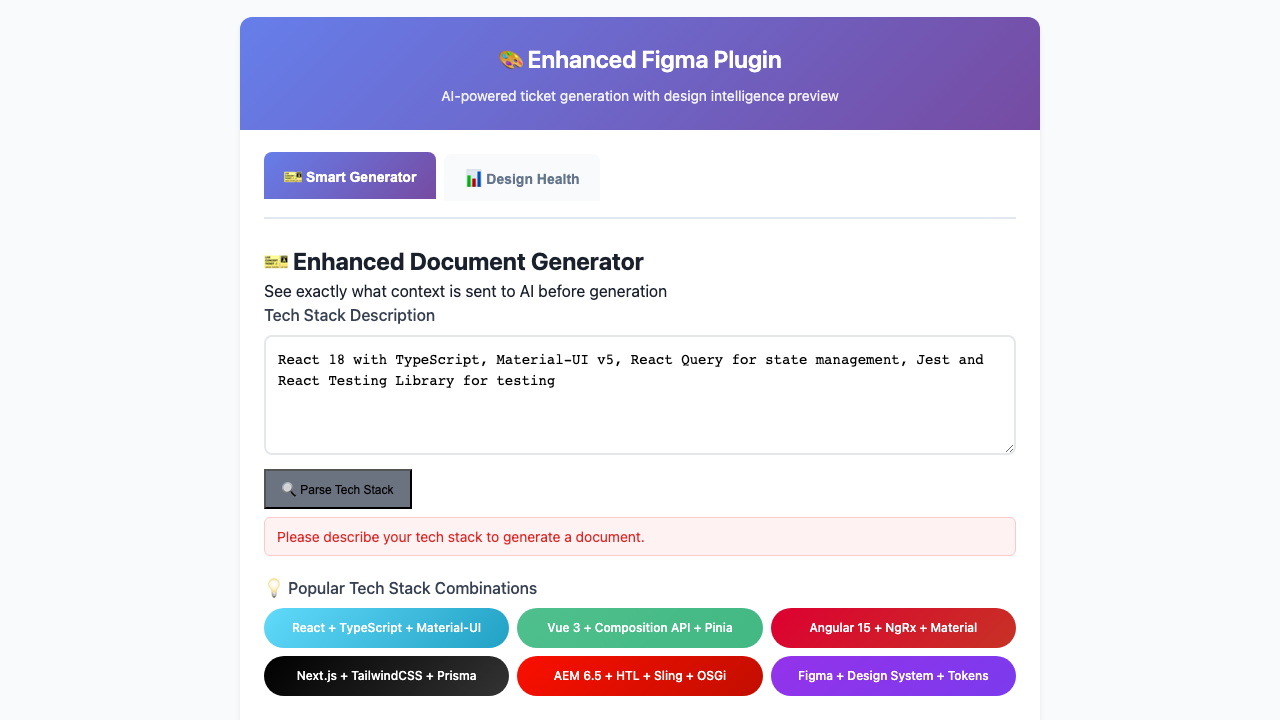 🎨 Enhanced Figma Plugin
AI-powered ticket generation with design intelligence preview
🎫 Smart Generator
📊 Design Health
🎫 Enhanced Document Generator
See exactly what context is sent to AI before generation
Tech Stack Description
React 18 with TypeScript, Material-UI v5, React Query for state management, Jest and
React Testing Library for testing
🔍 Parse Tech Stack
Please describe your tech stack to generate a document.
💡 Popular Tech Stack Combinations
React + TypeScript + Material-UI
Vue 3 + Composition API + Pinia
Angular 15 + NgRx + Material
Next.js + TailwindCSS + Prisma
AEM 6.5 + HTL + Sling + OSGi
Figma + Design System + Tokens